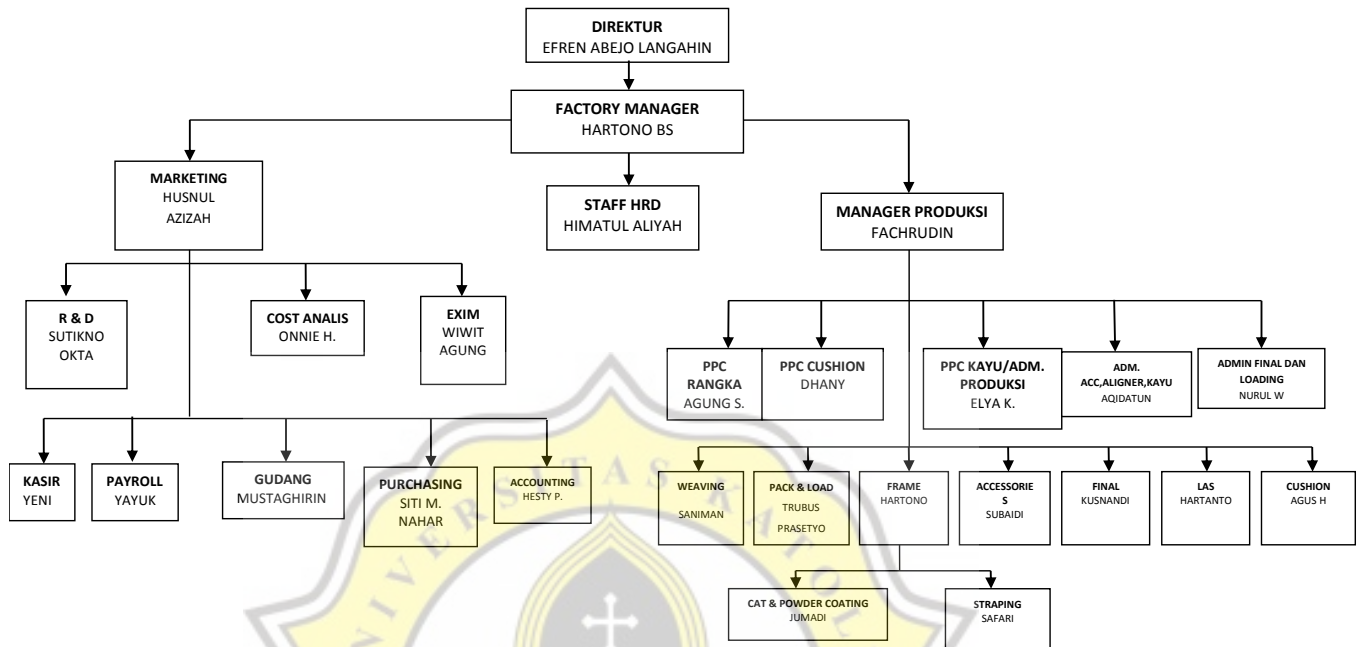 DIREKTUR
EFREN ABEJO LANGAHIN
FACTORY MANAGER
HARTONO BS
MARKETING
HUSNUL
AZIZAH
STAFF HRD
HIMATUL ALIYAH
MANAGER PRODUKSI
FACHRUDIN
R & D
SUTIKNO
OKTA
COST ANALIS
ONNIE H.
EXIM
WIWIT
AGUNG
PPC
RANGKA
AGUNG S.
PPC CUSHION
DHANY
PPC KAYU/ADM.
PRODUKSI
ELYA K.
ADM.
ACC,ALIGNER,KAYU
AQIDATUN
ADMIN FINAL DAN
LOADING
NURUL W
KASIR
YENI
PAYROLL
YAYUK
GUDANG
MUSTAGHIRIN
PURCHASING
SITI M.
NAHAR
ACCOUNTING
HESTY P.
WEAVING
SANIMAN
PACK & LOAD
TRUBUS
PRASETYO
FRAME
HARTONO
ACCESSORIE
S
SUBAIDI
FINAL
KUSNANDI
LAS
HARTANTO
CUSHION
AGUS H
CAT & POWDER COATING
JUMADI
STRAPING
SAFARI
NIVERSITAS KATOL